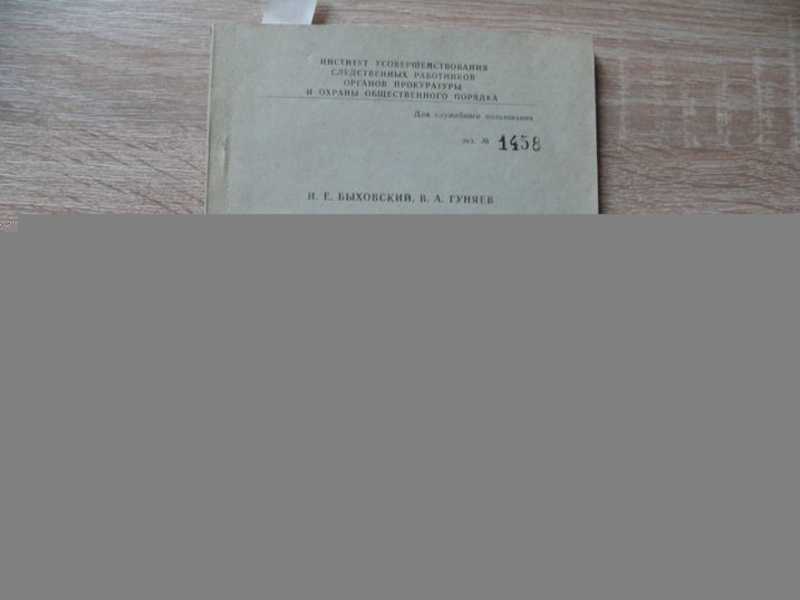 ИНСТИТУТ УСОВЕРШЕНСТВОВАНИЯ
СЛЕДСТВЕННЫХ РАБОТНИКОВ
ОРГАНОВ ПРОКУРАТУРЫ
И ОХРАНЫ ОБЩЕСТВЕННОГО ПОРЯДКА
Для служебного пользования
экз. № 1458
И. Е. БЫХОВСКИЙ, В. А. ГУНЯЕВ